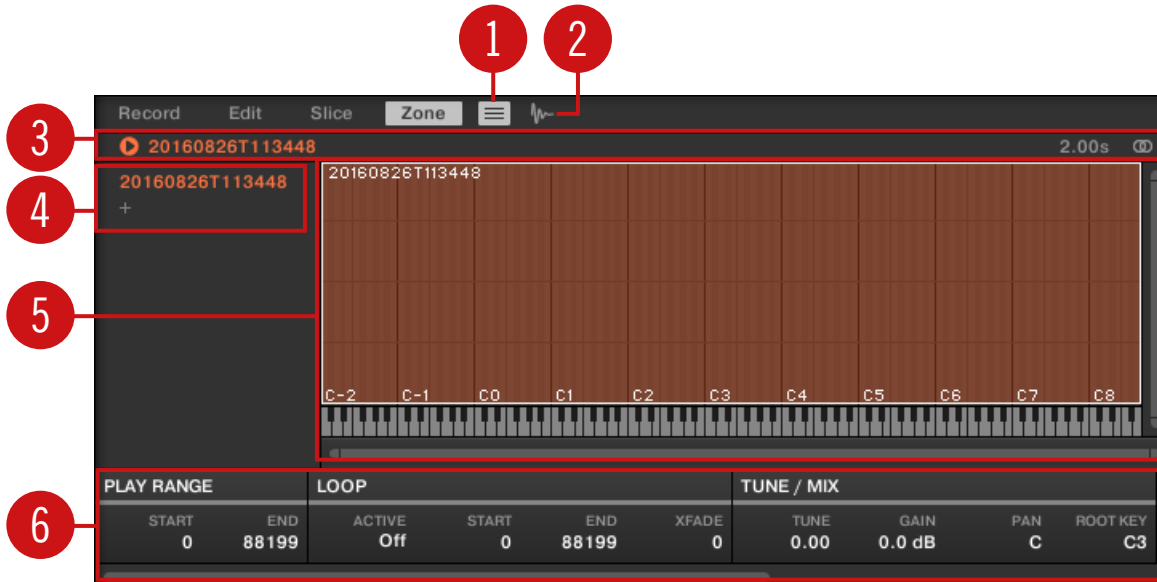 1 2
Record Edit Slice Zone
3
20160826T113448 2.00s
4
20160826T113448
+
20160826T113448
5
C-2 C-1 C0 C1 C2 C3 C4 C5 C6 C7 C8
6
PLAY RANGE LOOP TUNE / MIX
START END ACTIVE START END XFADE TUNE GAIN PAN ROOT KEY
0 88199 Off 0 88199 0 0.00 0.0 dB C C3